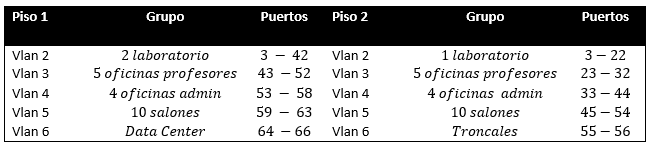 Piso 1 Grupo Puertos Piso 2 Grupo Puertos
Vlan 2 2 laboratorio 3 − 42 Vlan 2 1 laboratorio 3 − 22
Vlan 3 5 oficinas profesores 43 − 52 Vlan 3 5 oficinas profesores 23 − 32
Vlan 4 4 oficinas admin 53 − 58 Vlan 4 4 oficinas admin 33 − 44
Vlan 5 10 salones 59 − 63 Vlan 5 10 salones 45 − 54
Vlan 6 Data Center 64 − 66 Vlan 6 Troncales 55 − 56